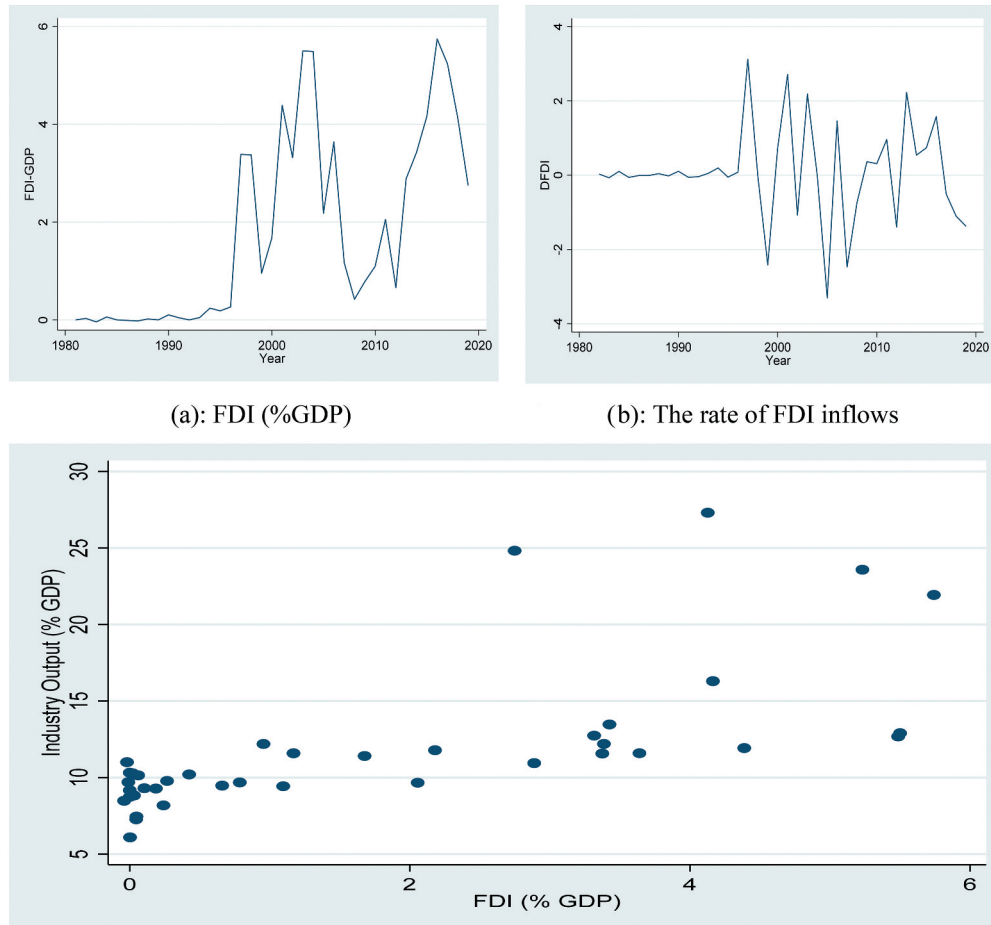 6
4
2
0
FDI-GDP
1980 1990 2000 2010 2020
Year
4
2
0
-2
-4
DFDI
1980 1990 2000 2010 2020
Year
(a): FDI (%GDP)
(b): The rate of FDI inflows
30
25
20
15
10
5
Industry Output (% GDP)
0 2 4 6
FDI (% GDP)